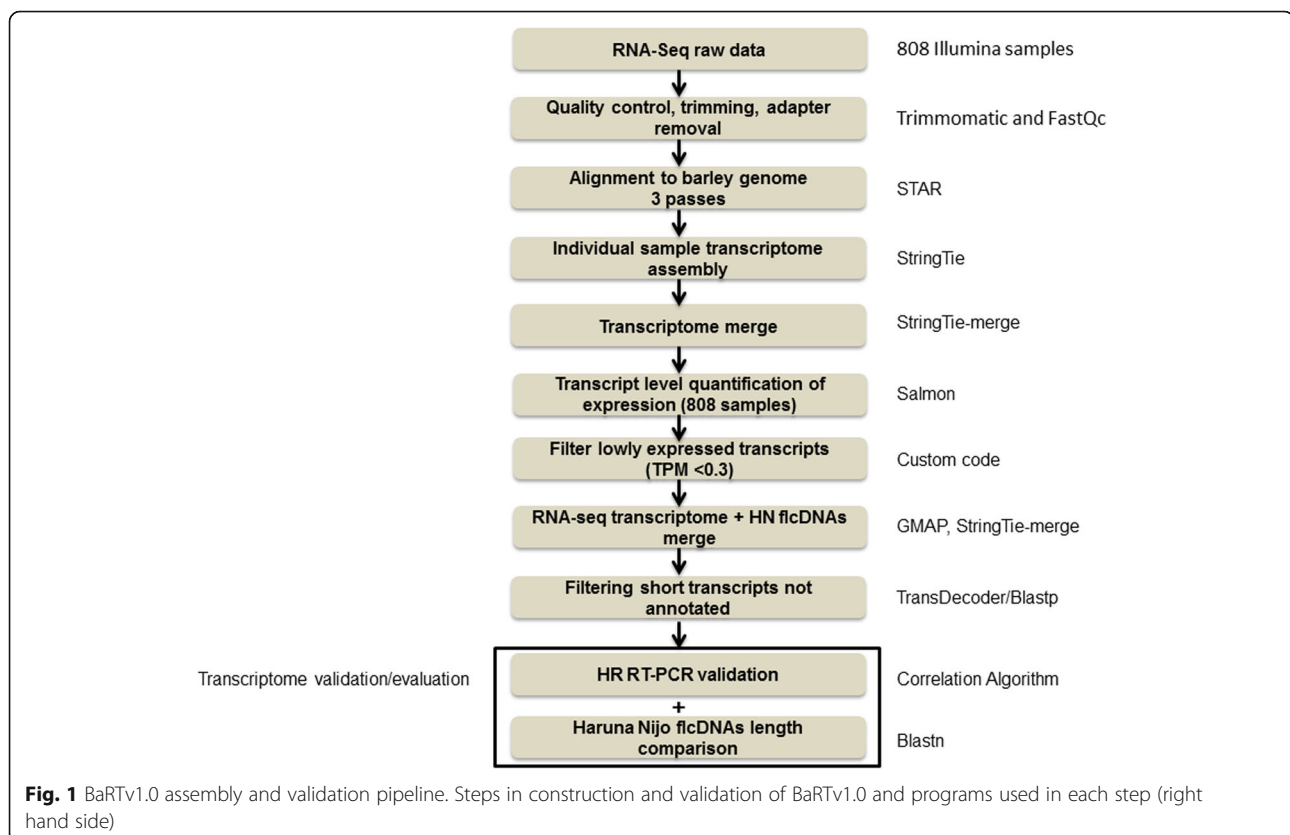 RNA-Seq raw data
808 Illumina samples
Quality control, trimming, adapter
removal
Trimmomatic and FastQc
Alignment to barley genome
3 passes
STAR
Individual sample transcriptome
assembly
StringTie
Transcriptome merge
StringTie-merge
Transcript level quantification of
expression (808 samples)
Salmon
Filter lowly expressed transcripts
(TPM <0.3)
Custom code
RNA-seq transcriptome + HN flcDNAs
merge
GMAP, StringTie-merge
Filtering short transcripts not
annotated
TransDecoder/Blastp
Transcriptome validation/evaluation
HR RT-PCR validation
Correlation Algorithm
+
Haruna Nijo flcDNAs length
comparison
Blastn
Fig. 1 BaRTv1.0 assembly and validation pipeline. Steps in construction and validation of BaRTv1.0 and programs used in each step (right
hand side)